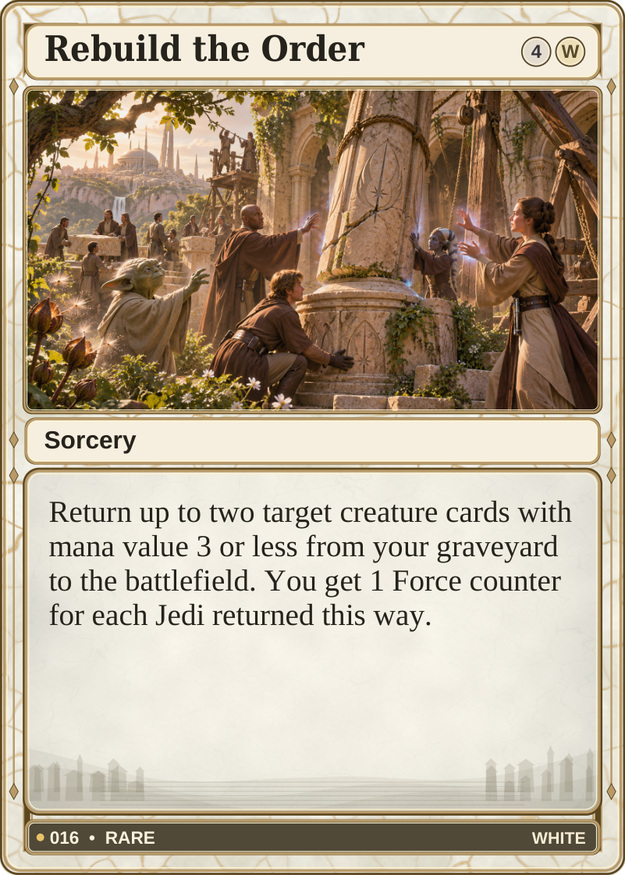 Rebuild the Order 4 W
Sorcery
Return up to two target creature cards with
mana value 3 or less from your graveyard
to the battlefield. You get 1 Force counter
for each Jedi returned this way.
016 • RARE WHITE